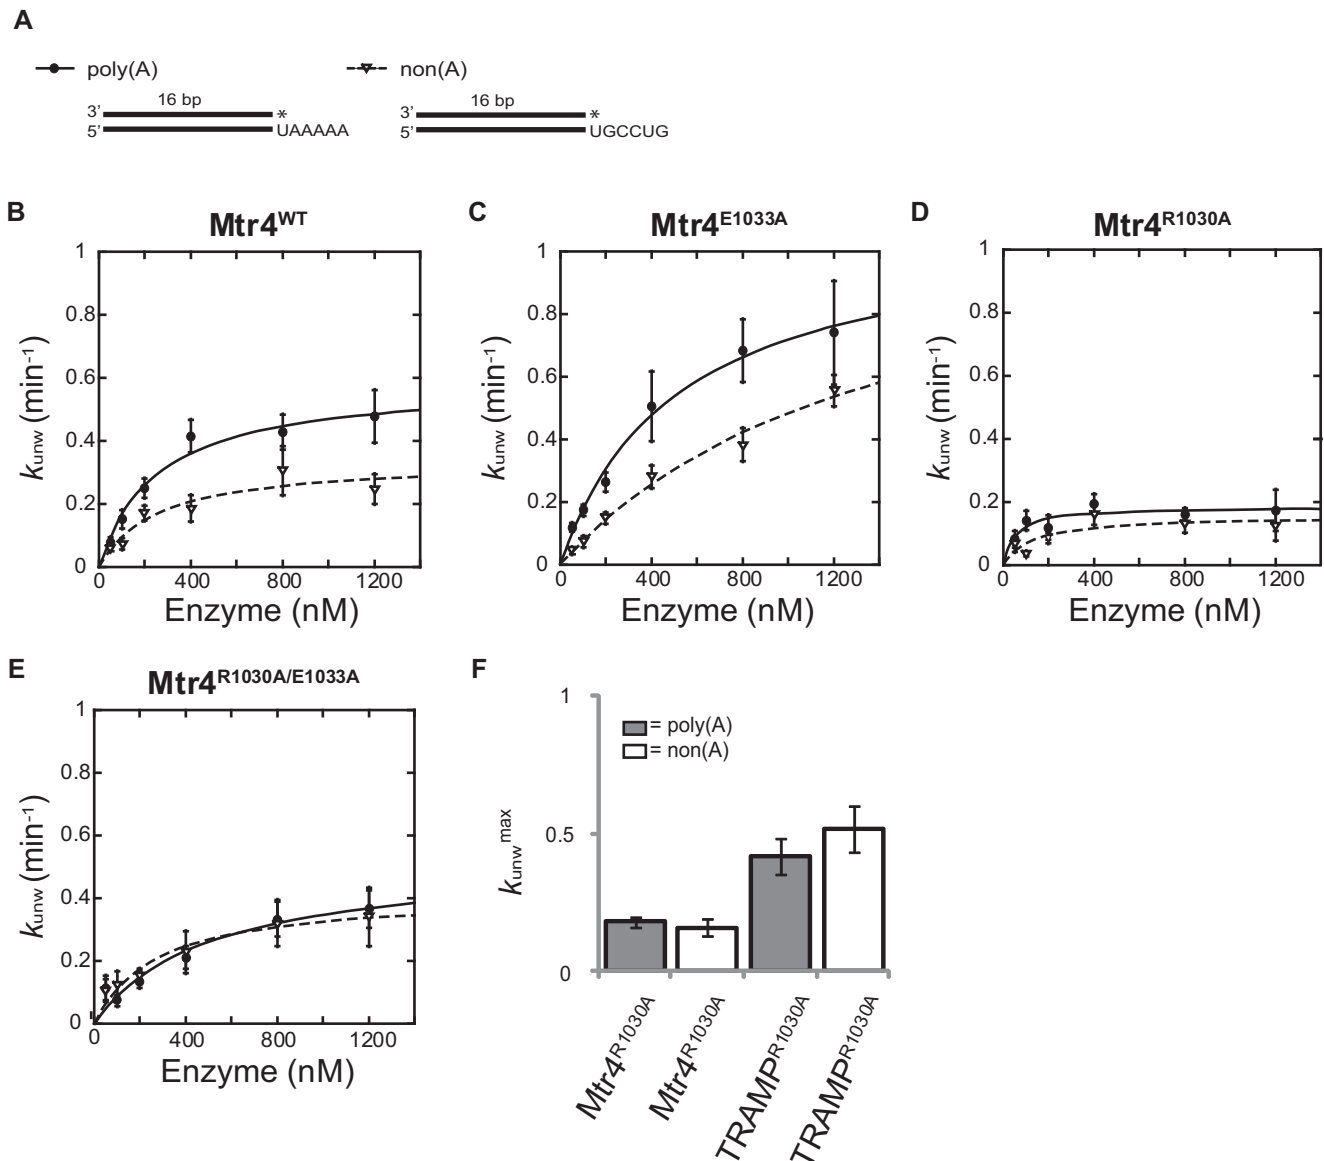 A
poly(A)
non(A)
16 bp
16 bp
3’
*
3’
*
5’
UAAAAA
5’
UGCCUG
B
Mtr4WT
1
0.8
0.6
0.4
0.2
0
0
400
800
1200
kunw (min-1)
Enzyme (nM)
C
Mtr4E1033A
1
0.8
0.6
0.4
0.2
0
0
400
800
1200
kunw (min-1)
Enzyme (nM)
D
Mtr4R1030A
1
0.8
0.6
0.4
0.2
0
0
400
800
1200
kunw (min-1)
Enzyme (nM)
E
Mtr4R1030A/E1033A
1
0.8
0.6
0.4
0.2
0
0
400
800
1200
kunw (min-1)
Enzyme (nM)
F
1
0.5
0
kunwmax
= poly(A)
= non(A)
Mtr4R1030A
Mtr4R1030A
TRAMPR1030A
TRAMPR1030A